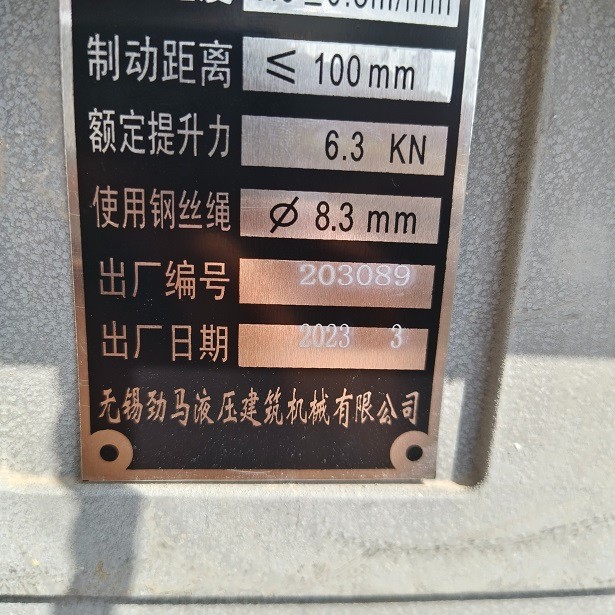 度
制动距离 ≤ 100 mm
额定提升力 6.3 KN
使用钢丝绳 ∅ 8.3 mm
出厂编号 203089
出厂日期 2023 3
无锡劲马液压建筑机械有限公司